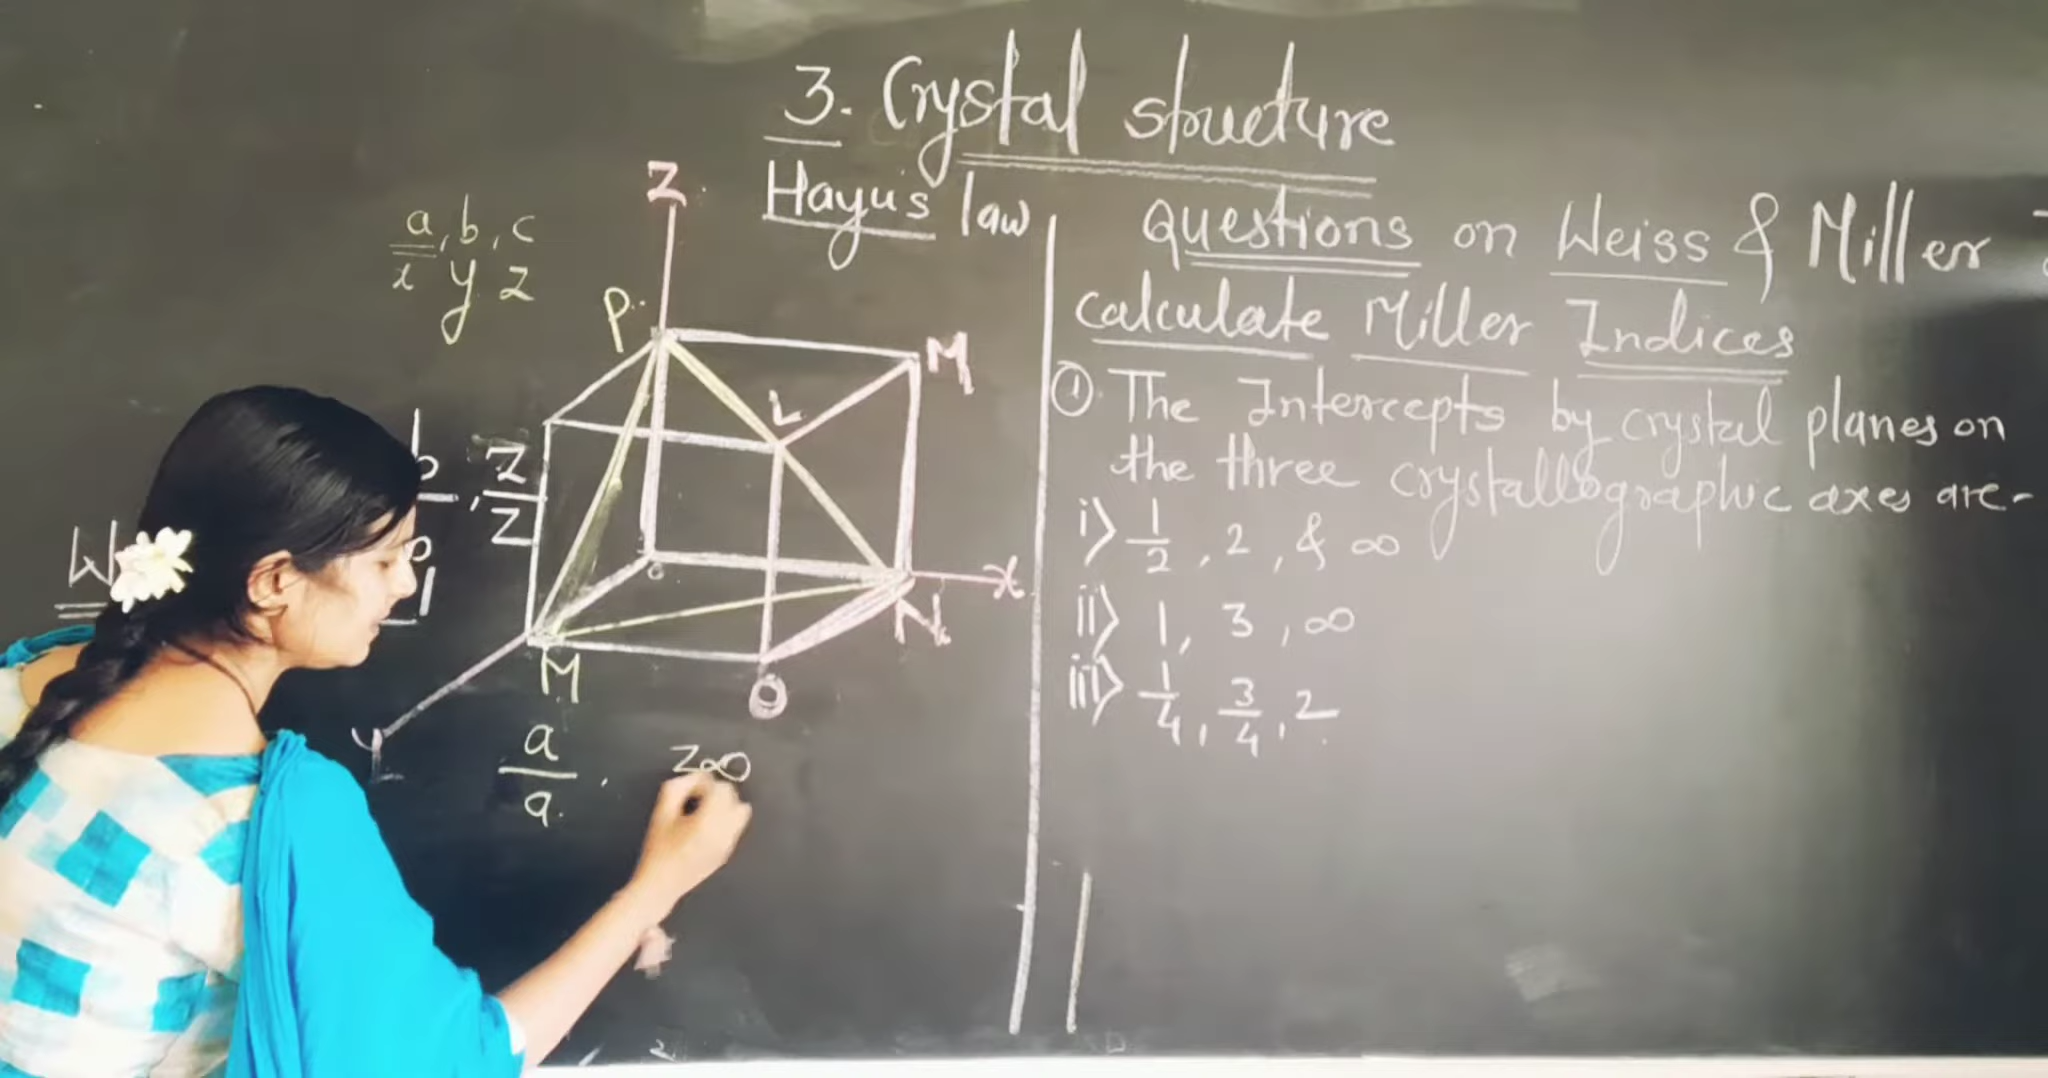 3. Crystal structure
Hayu's law
a, b, c
x y z
Z
P
M
L
b, Z
Z
W
1
o
x
N
M
O
Y
a
a
Z∞
Questions on Weiss & Miller
calculate Miller Indices
① The Intercepts by crystal planes on
the three crystallographic axes are-
i) 1/2, 2, & ∞
ii) 1, 3, ∞
iii) 1/4, 3/4, 2